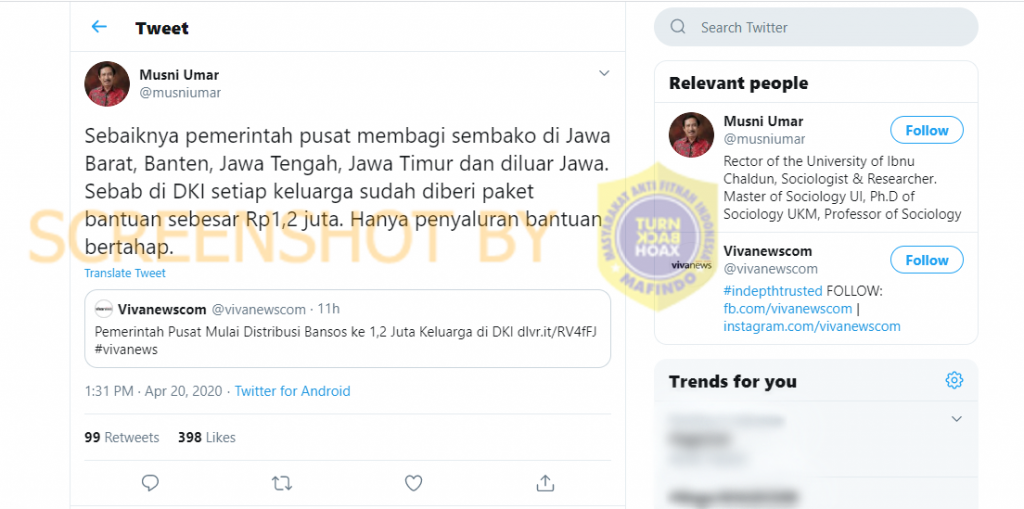 Tweet
Search Twitter
Musni Umar
@musniumar
Sebaiknya pemerintah pusat membagi sembako di Jawa
Barat, Banten, Jawa Tengah, Jawa Timur dan diluar Jawa.
Sebab di DKI setiap keluarga sudah diberi paket
bantuan sebesar Rp1,2 juta. Hanya penyaluran bantuan
bertahap.
Translate Tweet
Vivanewscom @vivanewscom · 11h
Pemerintah Pusat Mulai Distribusi Bansos ke 1,2 Juta Keluarga di DKI dlvr.it/RV4fFJ
#vivanews
1:31 PM · Apr 20, 2020 · Twitter for Android
99 Retweets 398 Likes
Relevant people
Musni Umar
@musniumar
Follow
Rector of the University of Ibnu
Chaldun, Sociologist & Researcher.
Master of Sociology UI, Ph.D of
Sociology UKM, Professor of Sociology
vivanews
Vivanewscom
@vivanewscom
Follow
#indepthtrusted FOLLOW:
fb.com/vivanewscom |
instagram.com/vivanewscom
Trends for you
SCREENSHOT BY
MASYARAKAT ANTI FITNAH INDONESIA
TURN
BACK
HOAX
MAFINDO